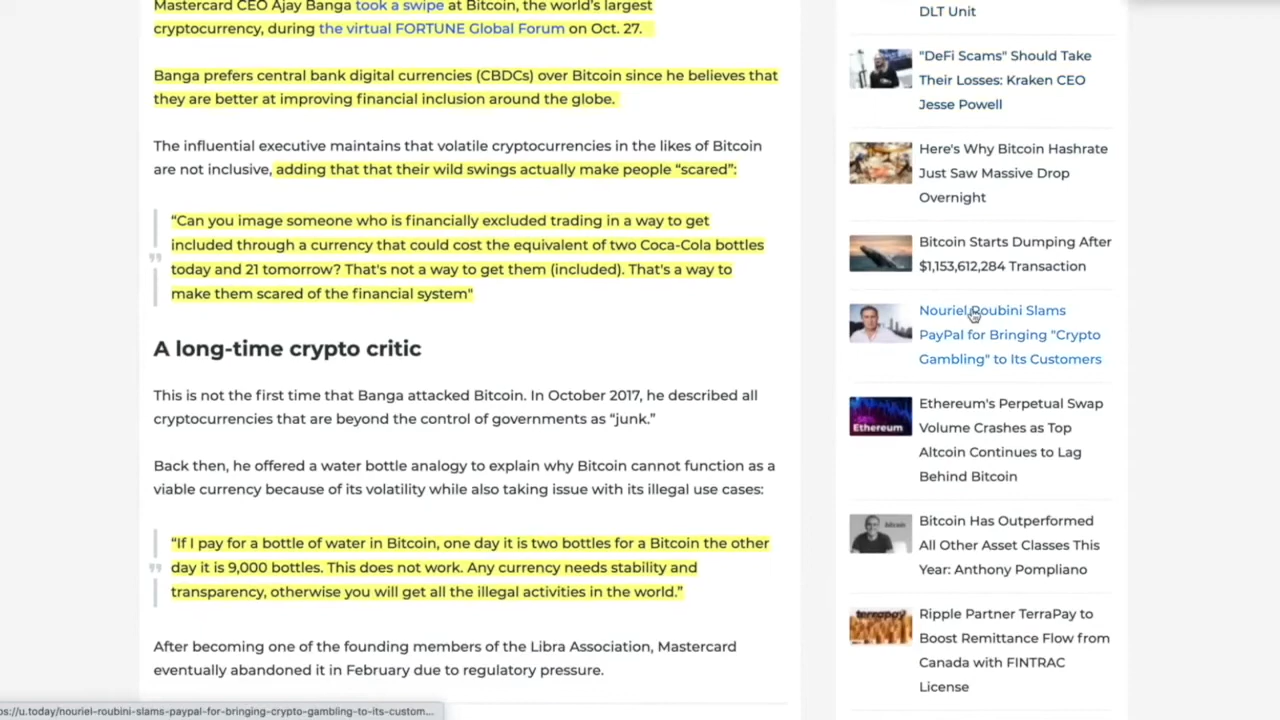 Mastercard CEO Ajay Banga took a swipe at Bitcoin, the world's largest
cryptocurrency, during the virtual FORTUNE Global Forum on Oct. 27.
Banga prefers central bank digital currencies (CBDCs) over Bitcoin since he believes that
they are better at improving financial inclusion around the globe.
The influential executive maintains that volatile cryptocurrencies in the likes of Bitcoin
are not inclusive, adding that that their wild swings actually make people “scared”:
“Can you image someone who is financially excluded trading in a way to get
included through a currency that could cost the equivalent of two Coca-Cola bottles
today and 21 tomorrow? That's not a way to get them (included). That's a way to
make them scared of the financial system"
A long-time crypto critic
This is not the first time that Banga attacked Bitcoin. In October 2017, he described all
cryptocurrencies that are beyond the control of governments as “junk.”
Back then, he offered a water bottle analogy to explain why Bitcoin cannot function as a
viable currency because of its volatility while also taking issue with its illegal use cases:
“If I pay for a bottle of water in Bitcoin, one day it is two bottles for a Bitcoin the other
day it is 9,000 bottles. This does not work. Any currency needs stability and
transparency, otherwise you will get all the illegal activities in the world.”
After becoming one of the founding members of the Libra Association, Mastercard
eventually abandoned it in February due to regulatory pressure.
DLT Unit
"DeFi Scams" Should Take
Their Losses: Kraken CEO
Jesse Powell
Here's Why Bitcoin Hashrate
Just Saw Massive Drop
Overnight
Bitcoin Starts Dumping After
$1,153,612,284 Transaction
Nouriel Roubini Slams
PayPal for Bringing "Crypto
Gambling" to Its Customers
Ethereum
Ethereum's Perpetual Swap
Volume Crashes as Top
Altcoin Continues to Lag
Behind Bitcoin
bitcoin
Bitcoin Has Outperformed
All Other Asset Classes This
Year: Anthony Pompliano
terrapay
Ripple Partner TerraPay to
Boost Remittance Flow from
Canada with FINTRAC
License
ps://u.today/nouriel-roubini-slams-paypal-for-bringing-crypto-gambling-to-its-custom...